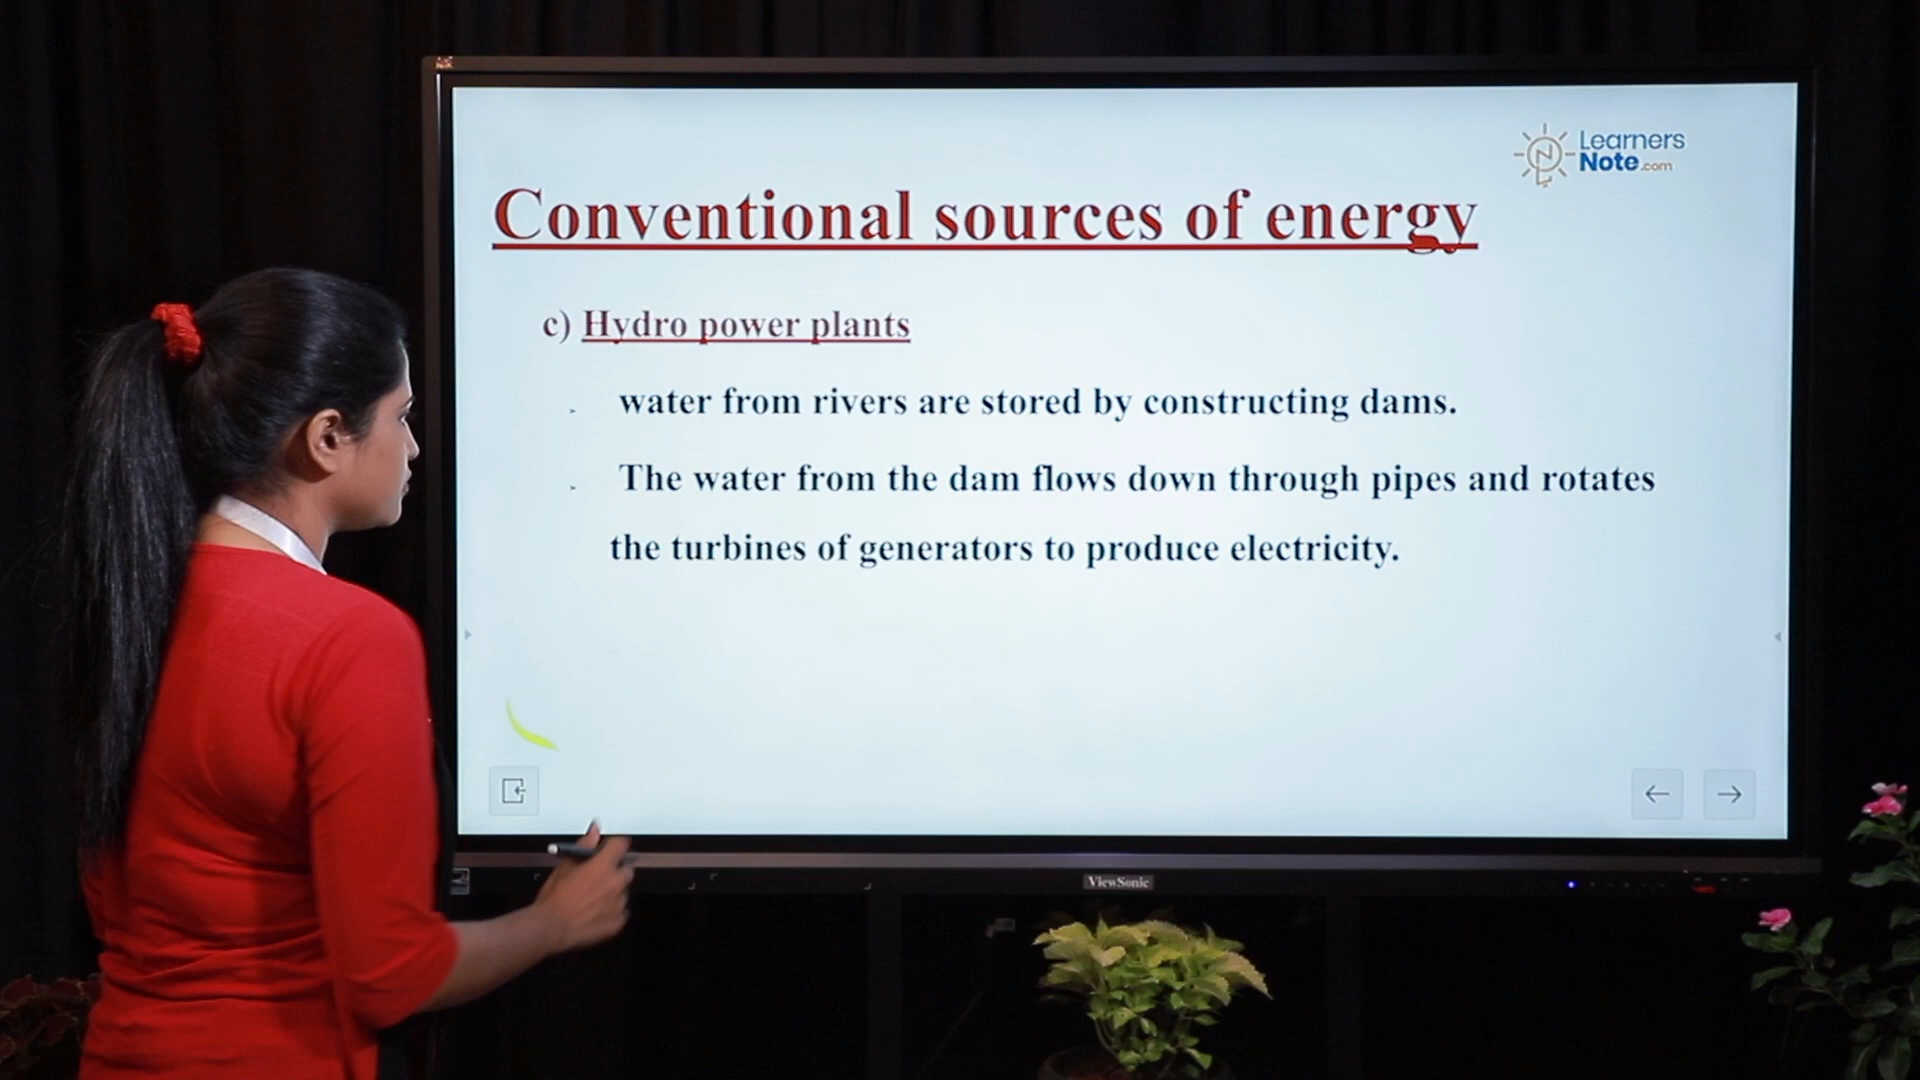 Learners
Note.com
Conventional sources of energy
c) Hydro power plants
water from rivers are stored by constructing dams.
The water from the dam flows down through pipes and rotates
the turbines of generators to produce electricity.
ViewSonic